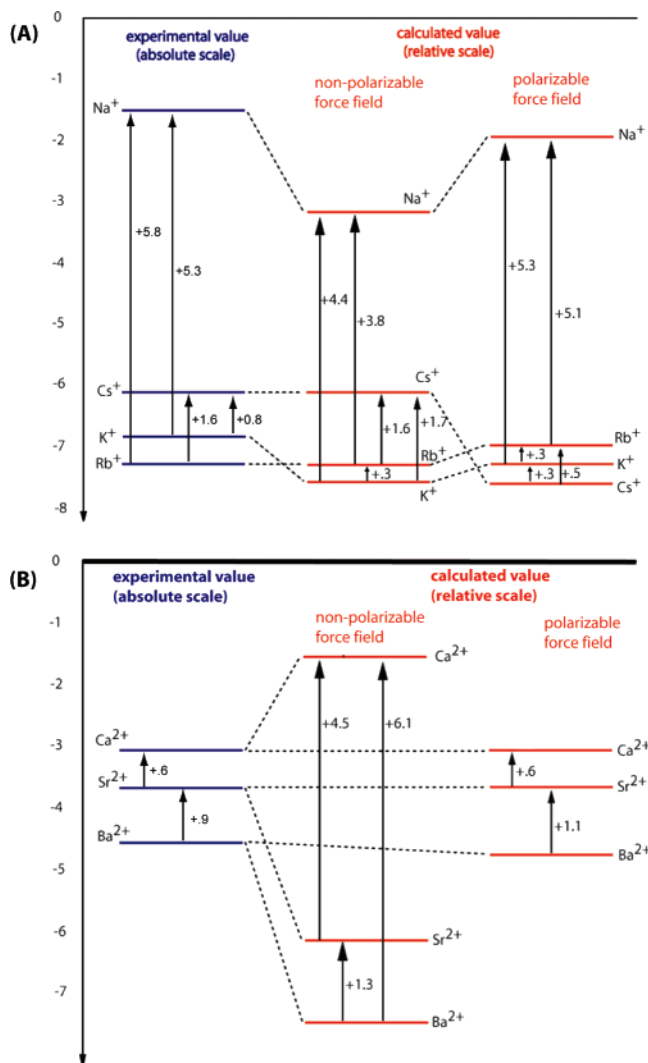 (A)
0
-1
-2
-3
-4
-5
-6
-7
-8
experimental value
(absolute scale)
calculated value
(relative scale)
non-polarizable
force field
polarizable
force field
Na+
Na+
Na+
+5.8
+5.3
+4.4
+3.8
+5.3
+5.1
Cs+
Cs+
+1.6
+0.8
+1.6
+1.7
K+
Rb+
Rb+
K+
+.3
Rb+
K+
Cs+
+.3
+.3
+.5
(B)
0
-1
-2
-3
-4
-5
-6
-7
experimental value
(absolute scale)
calculated value
(relative scale)
non-polarizable
force field
polarizable
force field
Ca2+
Ca2+
Ca2+
+4.5
+6.1
+.6
+.6
Sr2+
Sr2+
+.9
+1.1
Ba2+
Ba2+
Sr2+
+1.3
Ba2+